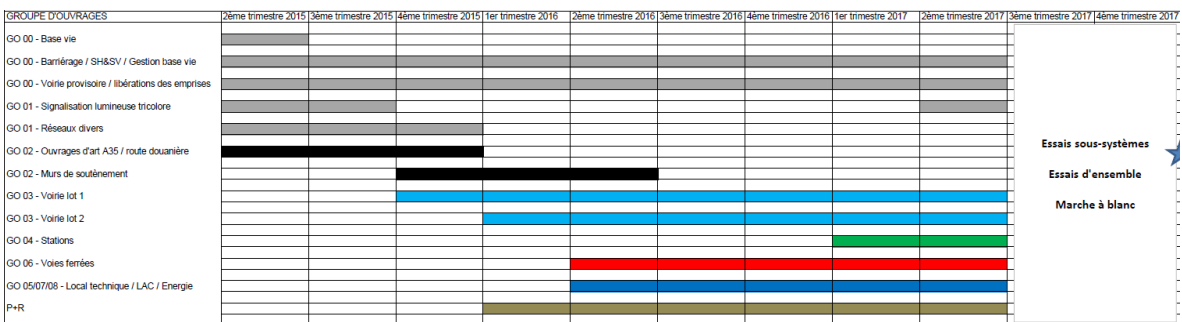 GROUPE D'OUVRAGES 2ème trimestre 2015 3ème trimestre 2015 4ème trimestre 2015 1er trimestre 2016 2ème trimestre 2016 3ème trimestre 2016 4ème trimestre 2016 1er trimestre 2017 2ème trimestre 2017 3ème trimestre 2017 4ème trimestre 2017
GO 00 - Base vie
GO 00 - Barriérage / SH&SV / Gestion base vie
GO 00 - Voirie provisoire / libérations des emprises
GO 01 - Signalisation lumineuse tricolore
GO 01 - Réseaux divers
GO 02 - Ouvrages d'art A35 / route douanière
GO 02 - Murs de soutènement
GO 03 - Voirie lot 1
GO 03 - Voirie lot 2
GO 04 - Stations
GO 06 - Voies ferrées
GO 05/07/08 - Local technique / LAC / Energie
P+R
Essais sous-systèmes
Essais d'ensemble
Marche à blanc